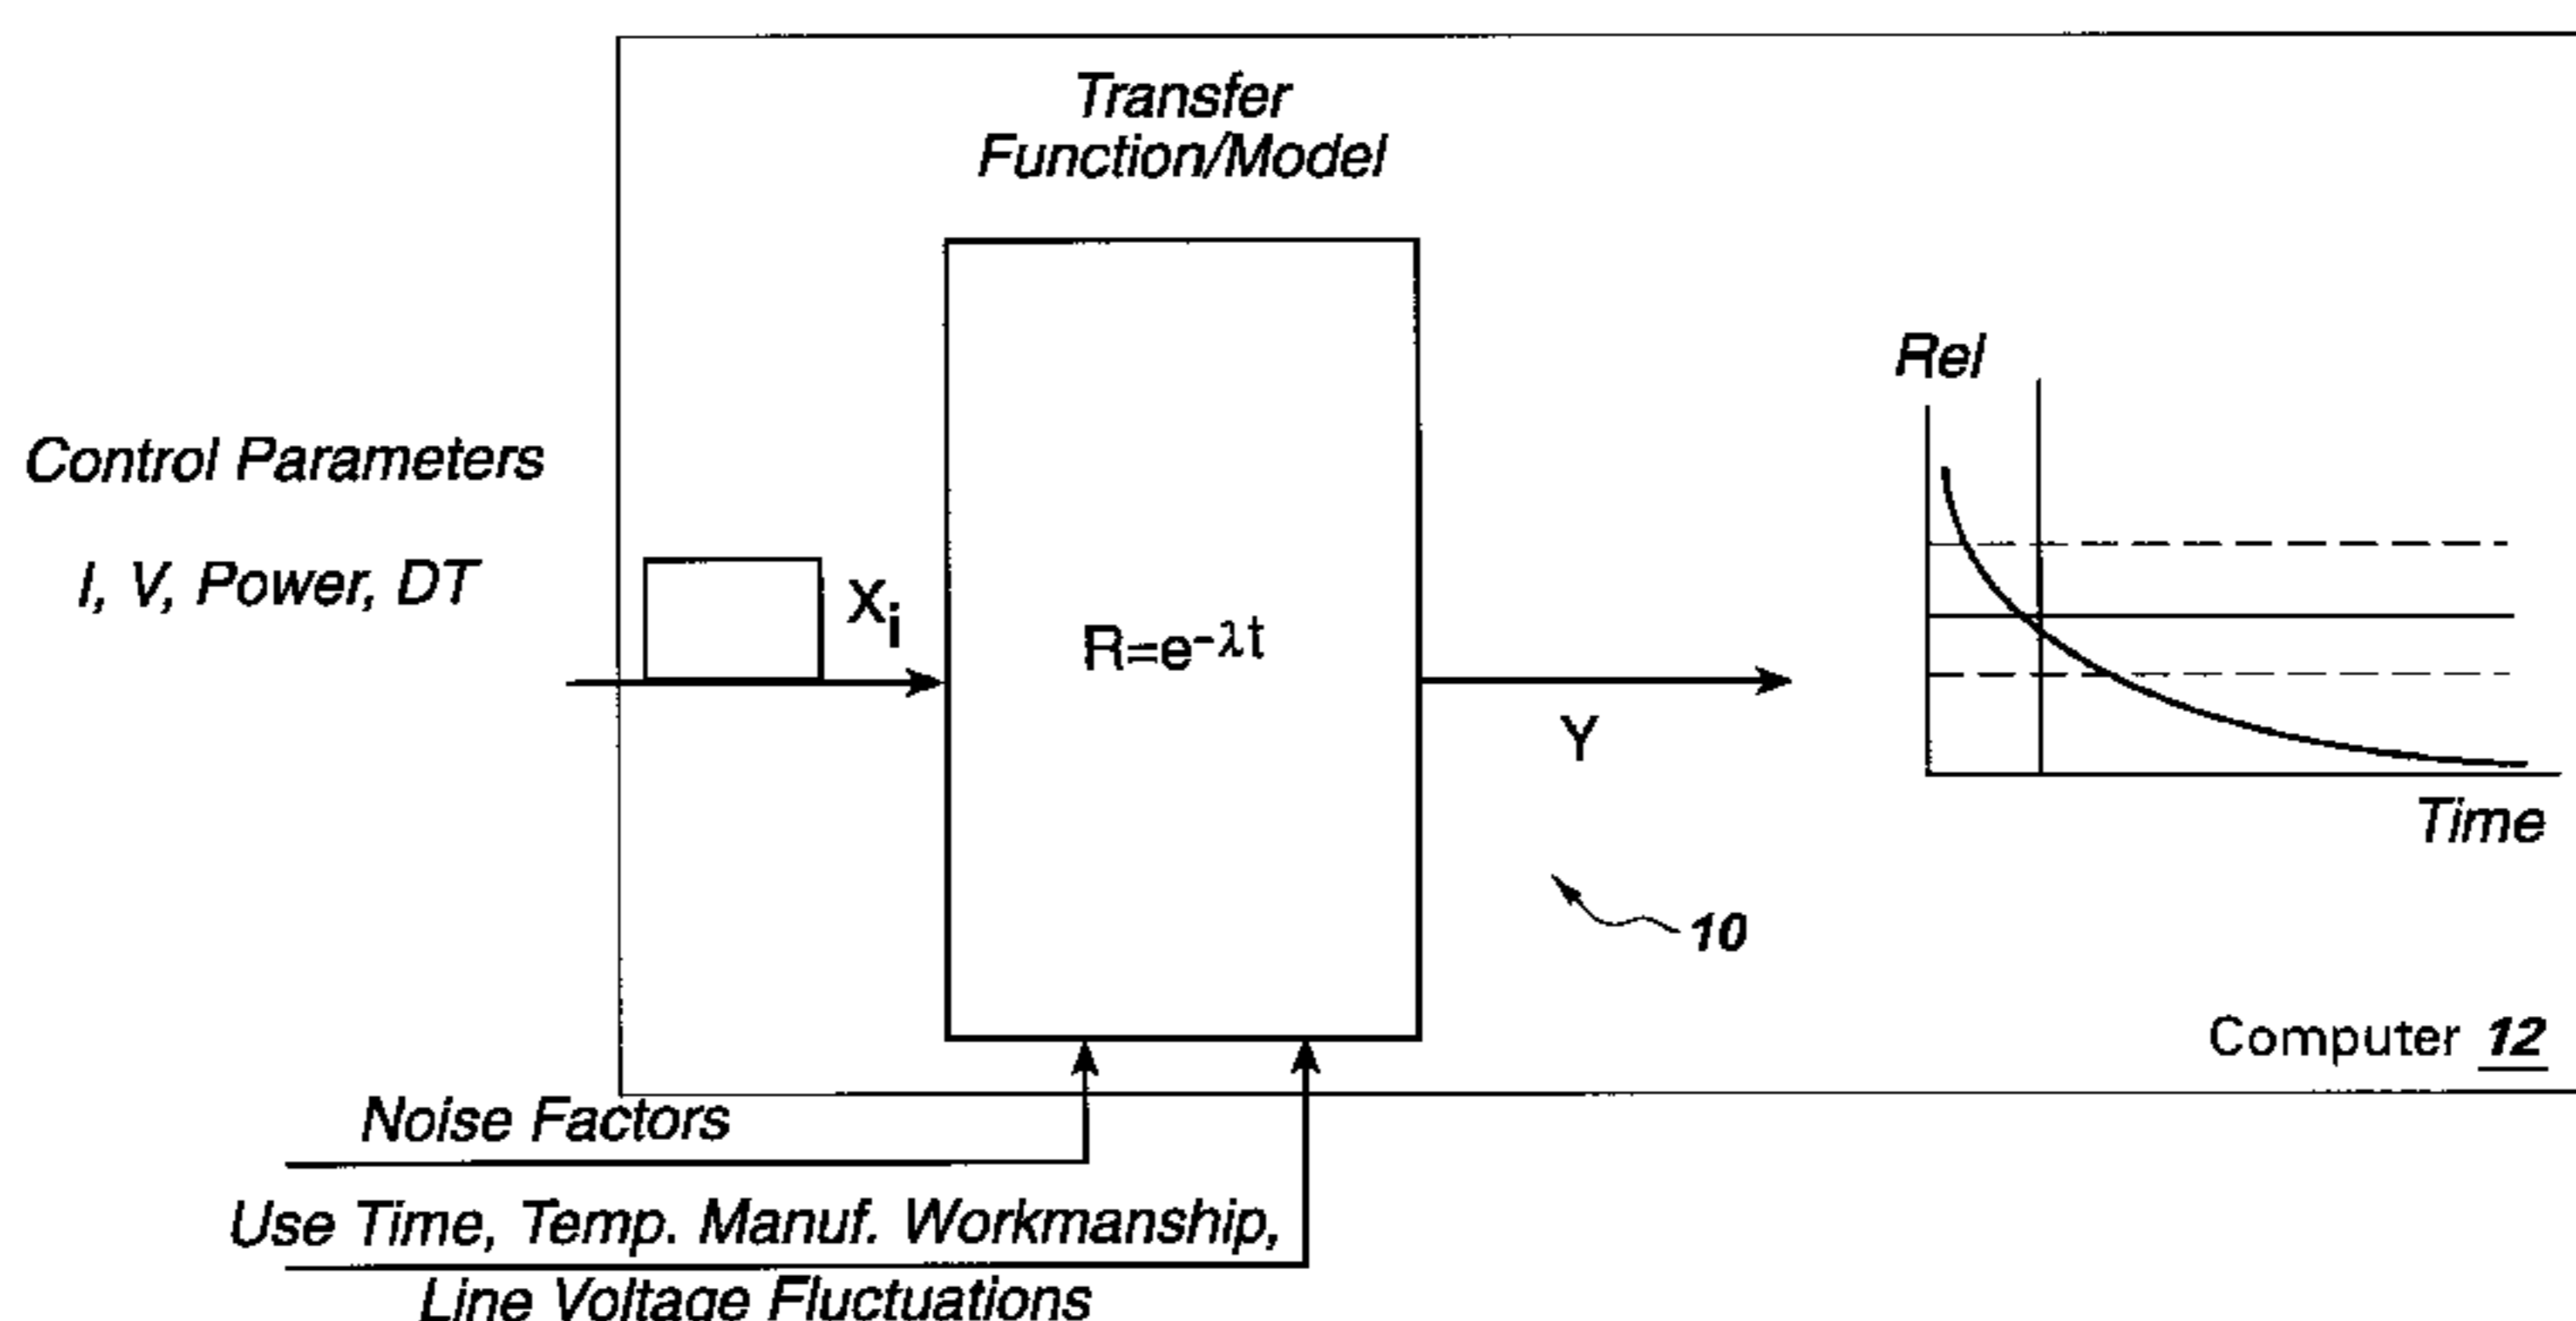 Transfer
Function/Model
Rel
Control Parameters
I, V, Power, DT
Xi
R=e-λt
Y
Time
10
Computer 12
Noise Factors
Use Time, Temp. Manuf. Workmanship,
Line Voltage Fluctuations